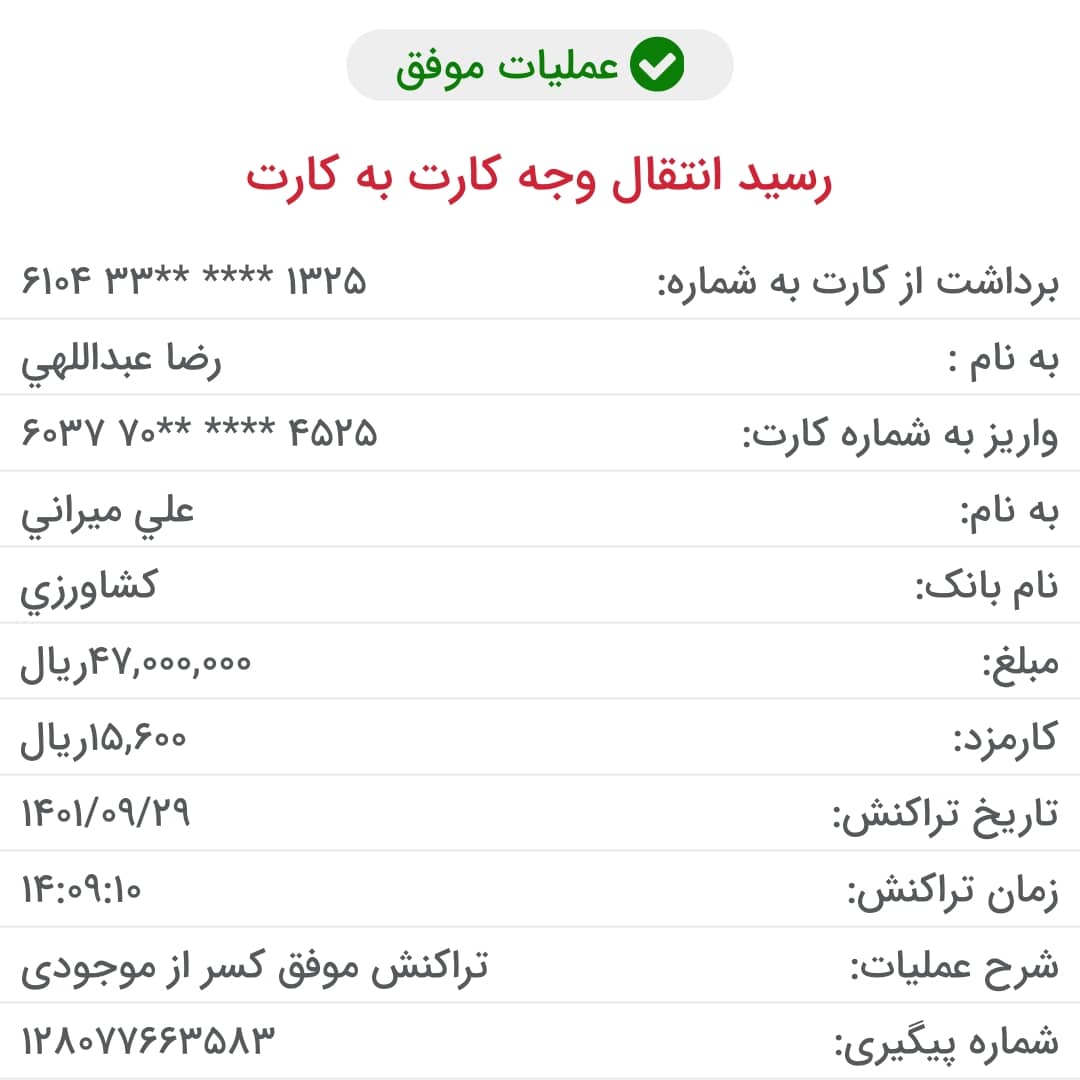 عملیات موفق
رسید انتقال وجه کارت به کارت
برداشت از کارت به شماره: ۶۱۰۴ ۳۳** **** ۱۳۲۵
به نام : رضا عبداللهي
واریز به شماره کارت: ۶۰۳۷ ۷۰** **** ۴۵۲۵
به نام: علي میراني
نام بانک: کشاورزي
مبلغ: ۴۷,۰۰۰,۰۰۰ریال
کارمزد: ۱۵,۶۰۰ریال
تاریخ تراکنش: ۱۴۰۱/۰۹/۲۹
زمان تراکنش: ۱۴:۰۹:۱۰
شرح عملیات: تراکنش موفق کسر از موجودی
شماره پیگیری: ۱۲۸۰۷۷۶۶۳۵۸۳